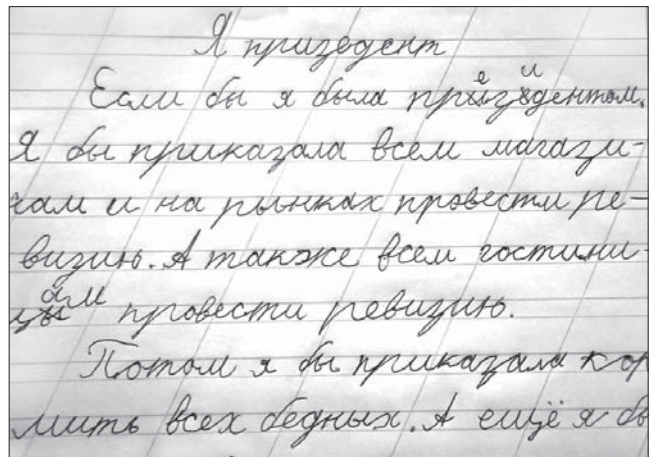 Я призедент
Если бы я была президентом.
Я бы приказала всем магази-
нам и на рынках провести ре-
визию. А также всем гостини-
цам провести ревизию.
Потом я бы приказала кор
мить всех бедных. А ещё я бы